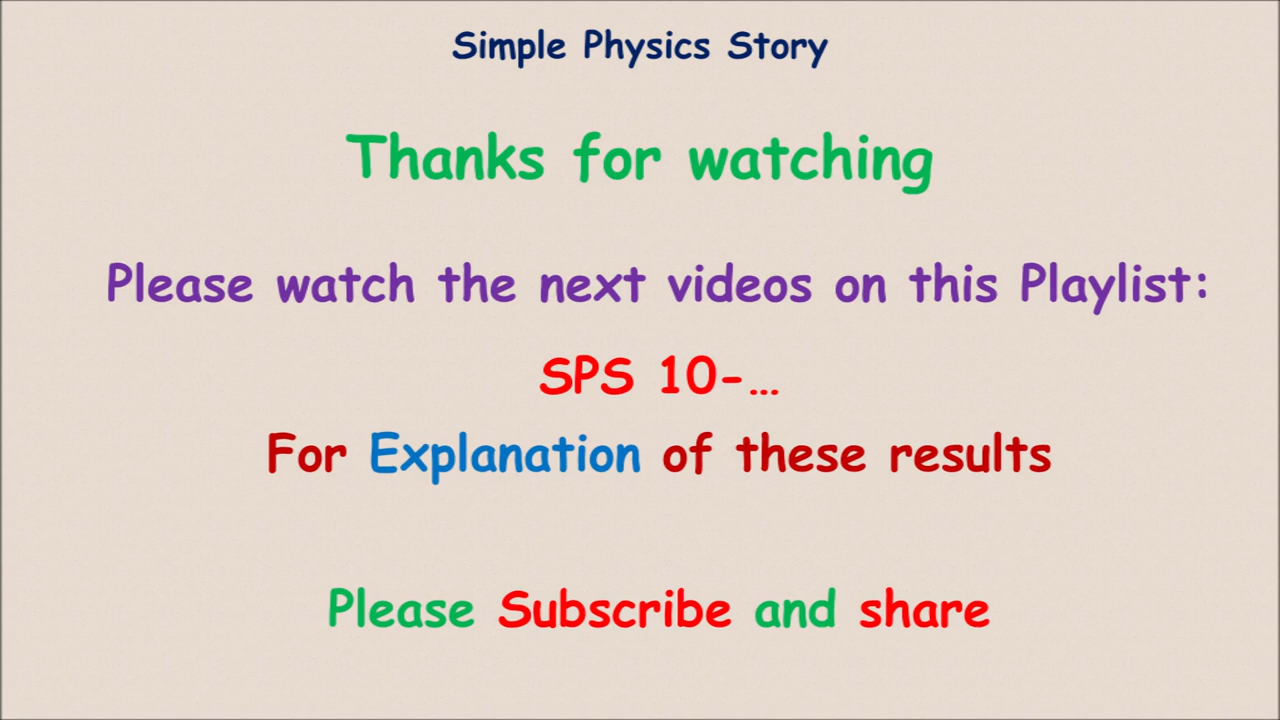 Simple Physics Story
Thanks for watching
Please watch the next videos on this Playlist:
SPS 10-...
For Explanation of these results
Please Subscribe and share